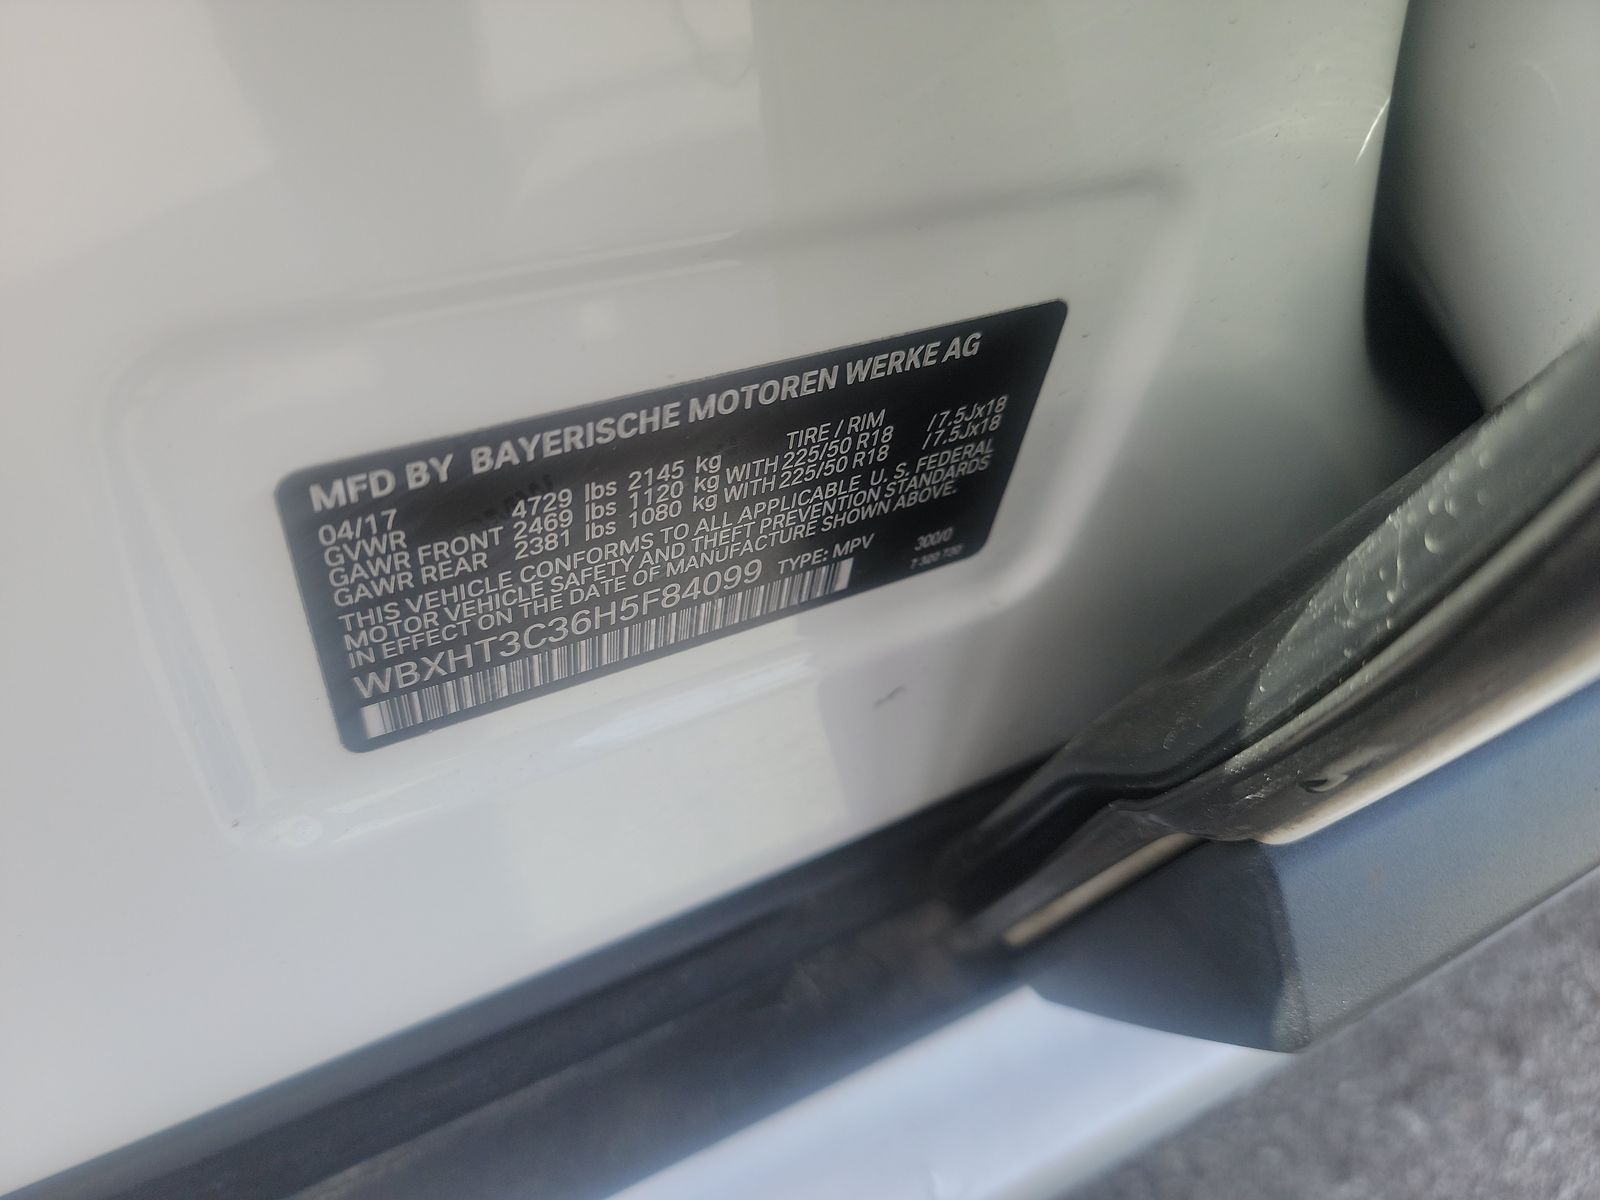 MFD BY BAYERISCHE MOTOREN WERKE AG
04/17 TIRE / RIM
GVWR 4729 lbs 2145 kg
GAWR FRONT 2469 lbs 1120 kg WITH 225/50 R18 /7.5Jx18
GAWR REAR 2381 lbs 1080 kg WITH 225/50 R18 /7.5Jx18
THIS VEHICLE CONFORMS TO ALL APPLICABLE U. S. FEDERAL
MOTOR VEHICLE SAFETY AND THEFT PREVENTION STANDARDS
IN EFFECT ON THE DATE OF MANUFACTURE SHOWN ABOVE.
WBXHT3C36H5F84099 TYPE: MPV 300/0